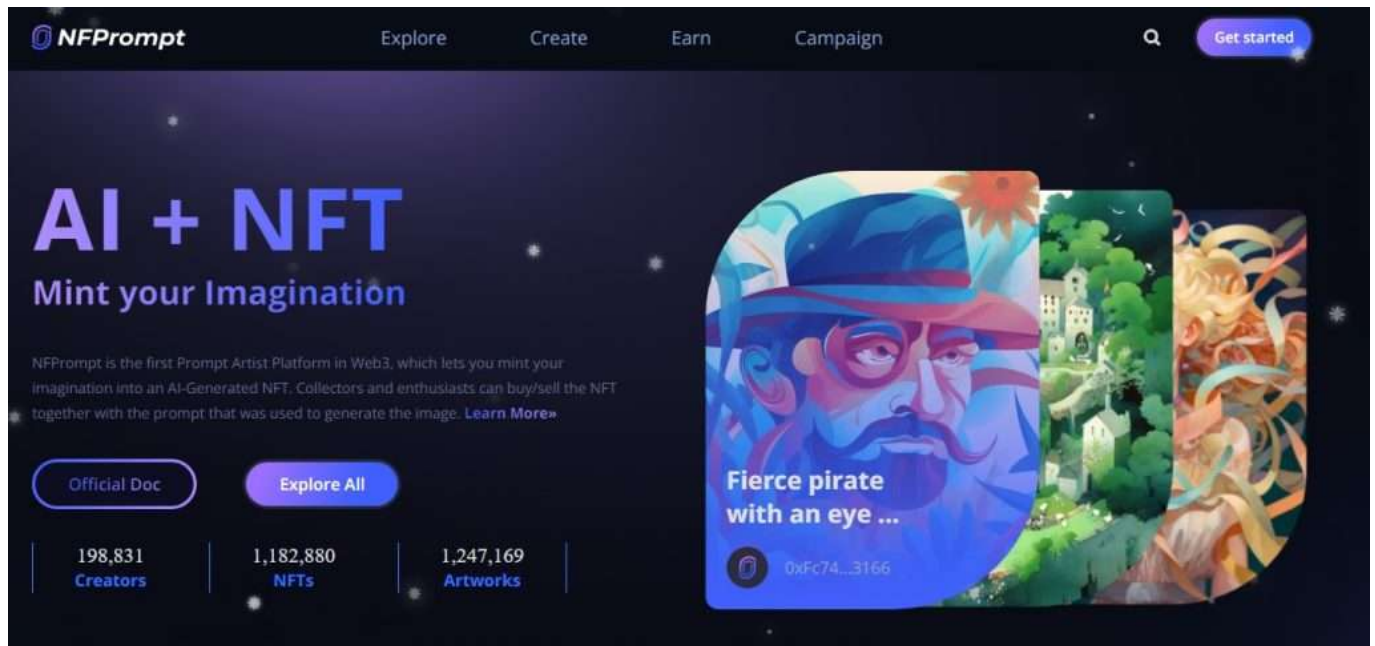 NFPrompt
Explore
Create
Earn
Campaign
Get started
AI + NFT
Mint your Imagination
NFPrompt is the first Prompt Artist Platform in Web3, which lets you mint your
imagination into an AI-Generated NFT. Collectors and enthusiasts can buy/sell the NFT
together with the prompt that was used to generate the image. Learn More»
Official Doc
Explore All
198,831
Creators
1,182,880
NFTs
1,247,169
Artworks
Fierce pirate
with an eye ...
0xFc74...3166